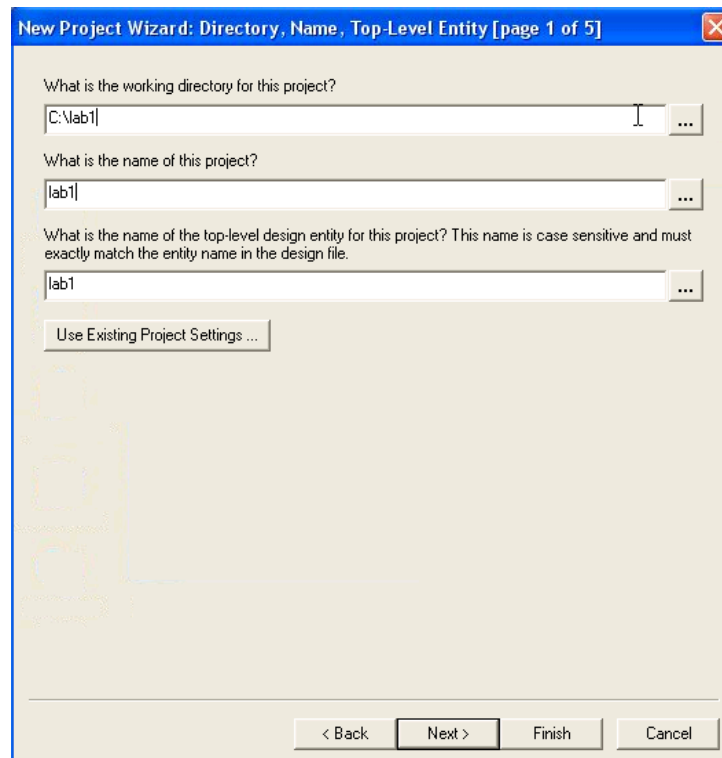 New Project Wizard: Directory, Name, Top-Level Entity [page 1 of 5]
What is the working directory for this project?
C:\lab1
...
What is the name of this project?
lab1
...
What is the name of the top-level design entity for this project? This name is case sensitive and must
exactly match the entity name in the design file.
lab1
...
Use Existing Project Settings ...
< Back
Next >
Finish
Cancel